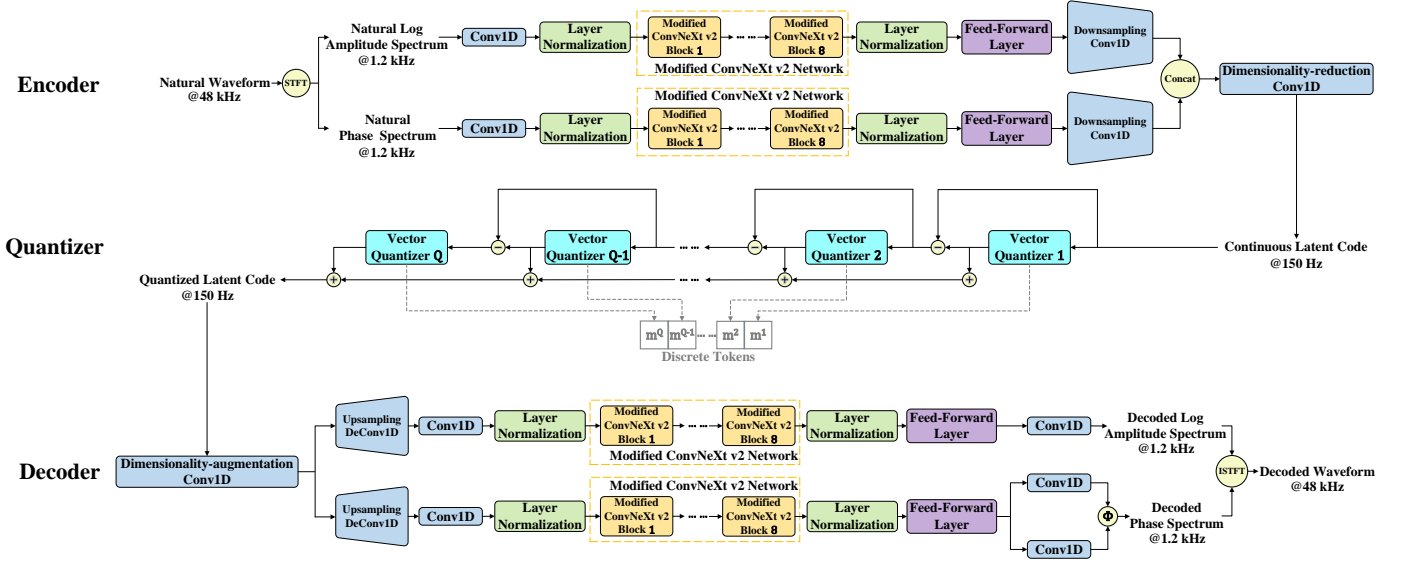 Encoder
Natural Waveform
@48 kHz
STFT
Natural Log
Amplitude Spectrum
@1.2 kHz
Conv1D
Layer
Normalization
Modified
ConvNeXt v2
Block 1
... ...
Modified
ConvNeXt v2
Block 8
Modified ConvNeXt v2 Network
Layer
Normalization
Feed-Forward
Layer
Downsampling
Conv1D
Natural
Phase Spectrum
@1.2 kHz
Conv1D
Layer
Normalization
Modified ConvNeXt v2 Network
Modified
ConvNeXt v2
Block 1
... ...
Modified
ConvNeXt v2
Block 8
Layer
Normalization
Feed-Forward
Layer
Downsampling
Conv1D
Concat
Dimensionality-reduction
Conv1D
Quantizer
Vector
Quantizer Q
−
Vector
Quantizer Q-1
... ...
−
Vector
Quantizer 2
−
Vector
Quantizer 1
Continuous Latent Code
@150 Hz
Quantized Latent Code
@150 Hz
+
+
... ...
+
+
m^Q
m^Q-1
... ...
m^2
m^1
Discrete Tokens
Decoder
Dimensionality-augmentation
Conv1D
Upsampling
DeConv1D
Conv1D
Layer
Normalization
Modified
ConvNeXt v2
Block 1
... ...
Modified
ConvNeXt v2
Block 8
Modified ConvNeXt v2 Network
Layer
Normalization
Feed-Forward
Layer
Conv1D
Decoded Log
Amplitude Spectrum
@1.2 kHz
Upsampling
DeConv1D
Conv1D
Layer
Normalization
Modified ConvNeXt v2 Network
Modified
ConvNeXt v2
Block 1
... ...
Modified
ConvNeXt v2
Block 8
Layer
Normalization
Feed-Forward
Layer
Conv1D
Conv1D
Φ
Decoded
Phase Spectrum
@1.2 kHz
ISTFT
Decoded Waveform
@48 kHz